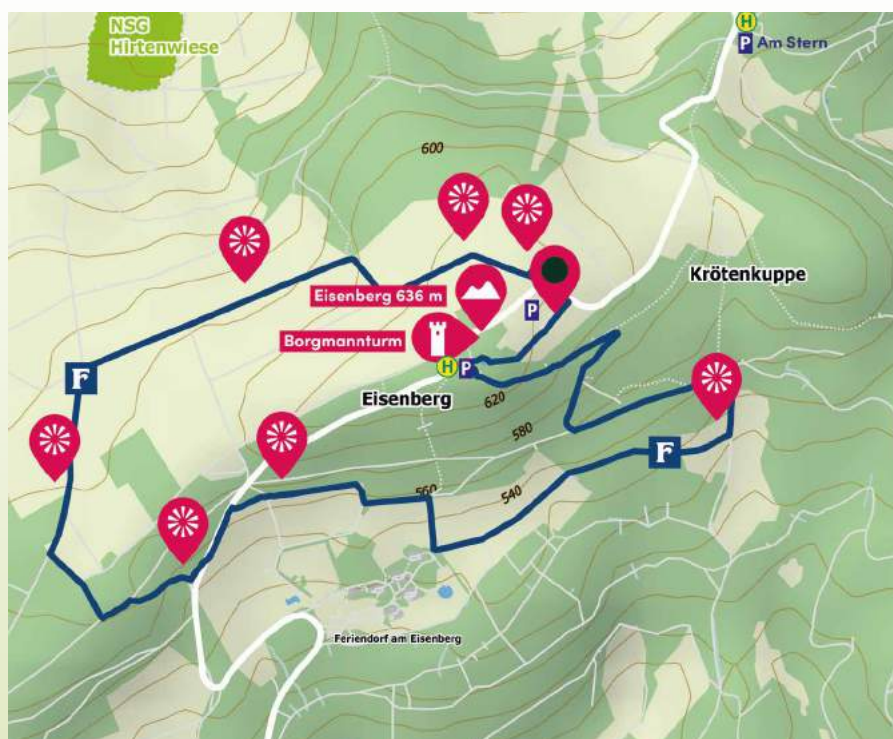 NSG
Hirtenwiese
H
P Am Stern
600
Krötenkuppe
Eisenberg 636 m
P
Borgmannturm
H P
Eisenberg
620
580
F
F
560
540
Feriendorf am Eisenberg